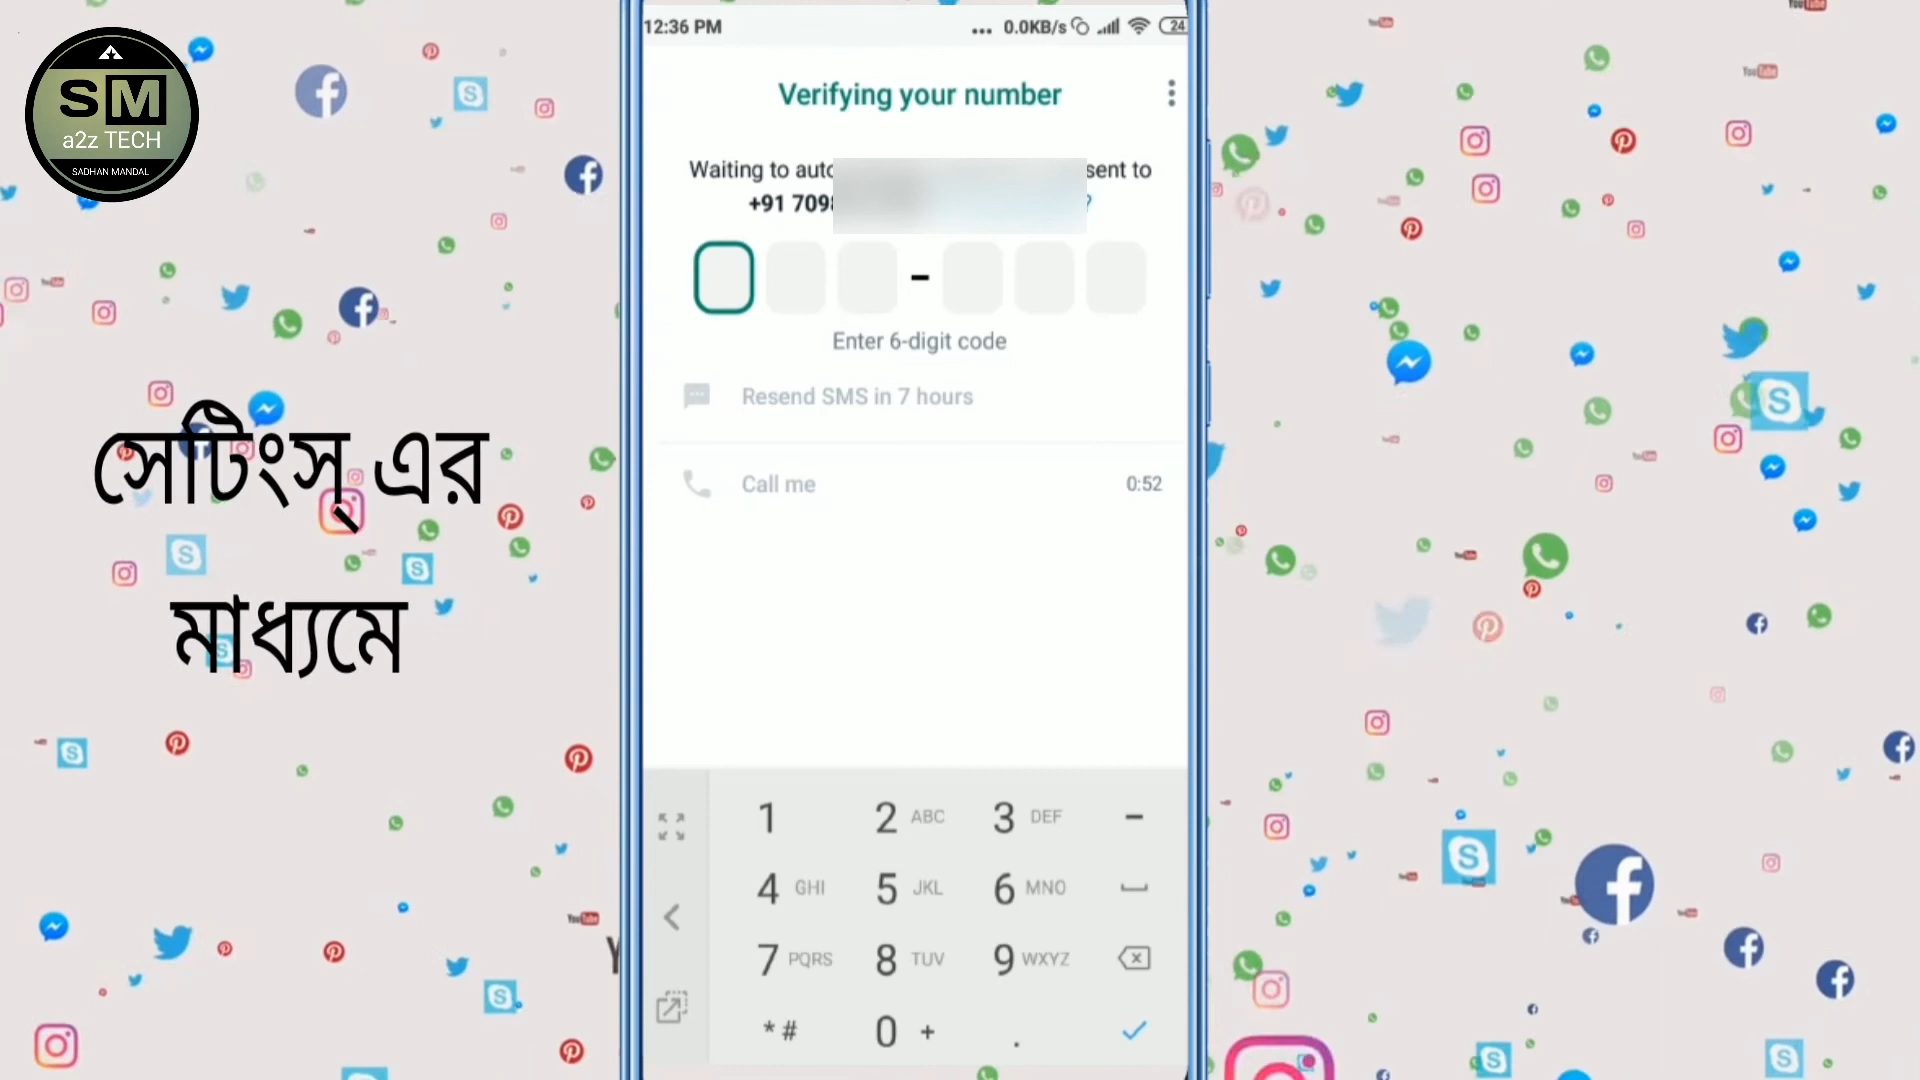 SM
a2z TECH
SADHAN MANDAL
সেটিংস্ এর
মাধ্যমে
12:36 PM
... 0.0KB/s 24
Verifying your number
Waiting to sent to
+91 709
Enter 6-digit code
Resend SMS in 7 hours
Call me 0:52
1 2 ABC 3 DEF -
4 GHI 5 JKL 6 MNO
7 PQRS 8 TUV 9 WXYZ
* # 0 + .